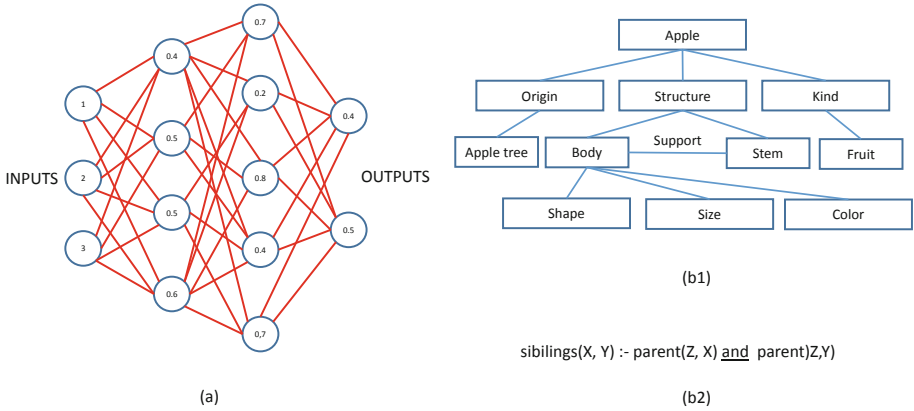 INPUTS
1
2
3
0.4
0.5
0.5
0.6
0.7
0.2
0.8
0.4
0,7
0.4
0.5
OUTPUTS
(a)
Apple
Origin Structure Kind
Apple tree Body Support Stem Fruit
Shape Size Color
(b1)
sibilings(X, Y) :- parent(Z, X) and parent)Z,Y)
(b2)